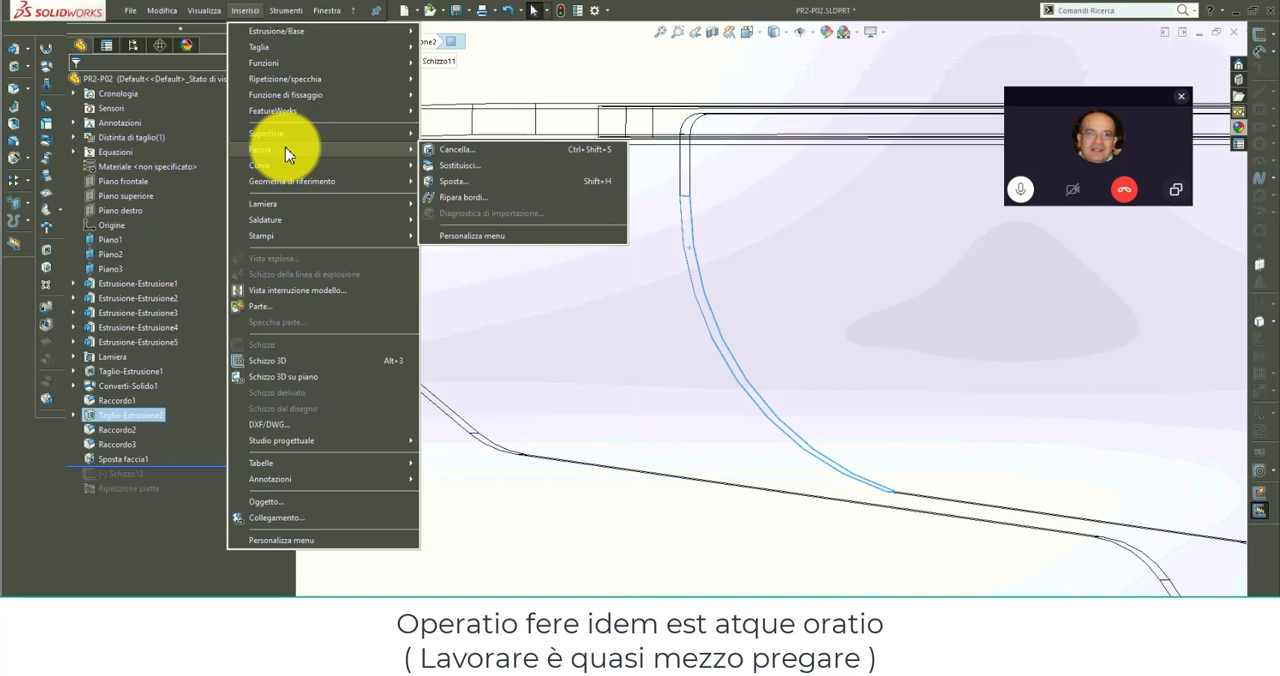 SOLIDWORKS
File Modifica Visualizza Inserisci Strumenti Finestra ?
PR2-P02.SLDPRT *
Comandi Ricerca
Schizzo11
PR2-P02 (Default<<Default>_Stato di vis
Cronologia
Sensori
Annotazioni
Distinta di taglio(1)
Equazioni
Materiale <non specificato>
Piano frontale
Piano superiore
Piano destro
Origine
Piano1
Piano2
Piano3
Estrusione-Estrusione1
Estrusione-Estrusione2
Estrusione-Estrusione3
Estrusione-Estrusione4
Estrusione-Estrusione5
Lamiera
Taglio-Estrusione1
Converti-Solido1
Raccordo1
Taglio-Estrusione2
Raccordo2
Raccordo3
Sposta faccia1
(-) Schizzo12
Ripetizione piatta
Estrusione/Base
Taglia
Funzioni
Ripetizione/specchia
Funzione di fissaggio
FeatureWorks
Superficie
Faccia
Curva
Geometria di riferimento
Lamiera
Saldature
Stampi
Vista esplosa...
Schizzo della linea di esplosione
Vista interruzione modello...
Parte...
Specchia parte...
Schizzo
Schizzo 3D Alt+3
Schizzo 3D su piano
Schizzo derivato
Schizzo dal disegno
DXF/DWG...
Studio progettuale
Tabelle
Annotazioni
Oggetto...
Collegamento...
Personalizza menu
Cancella... Ctrl+Shift+S
Sostituisci...
Sposta... Shift+H
Ripara bordi...
Diagnostica di importazione...
Personalizza menu
Operatio fere idem est atque oratio
( Lavorare è quasi mezzo pregare )